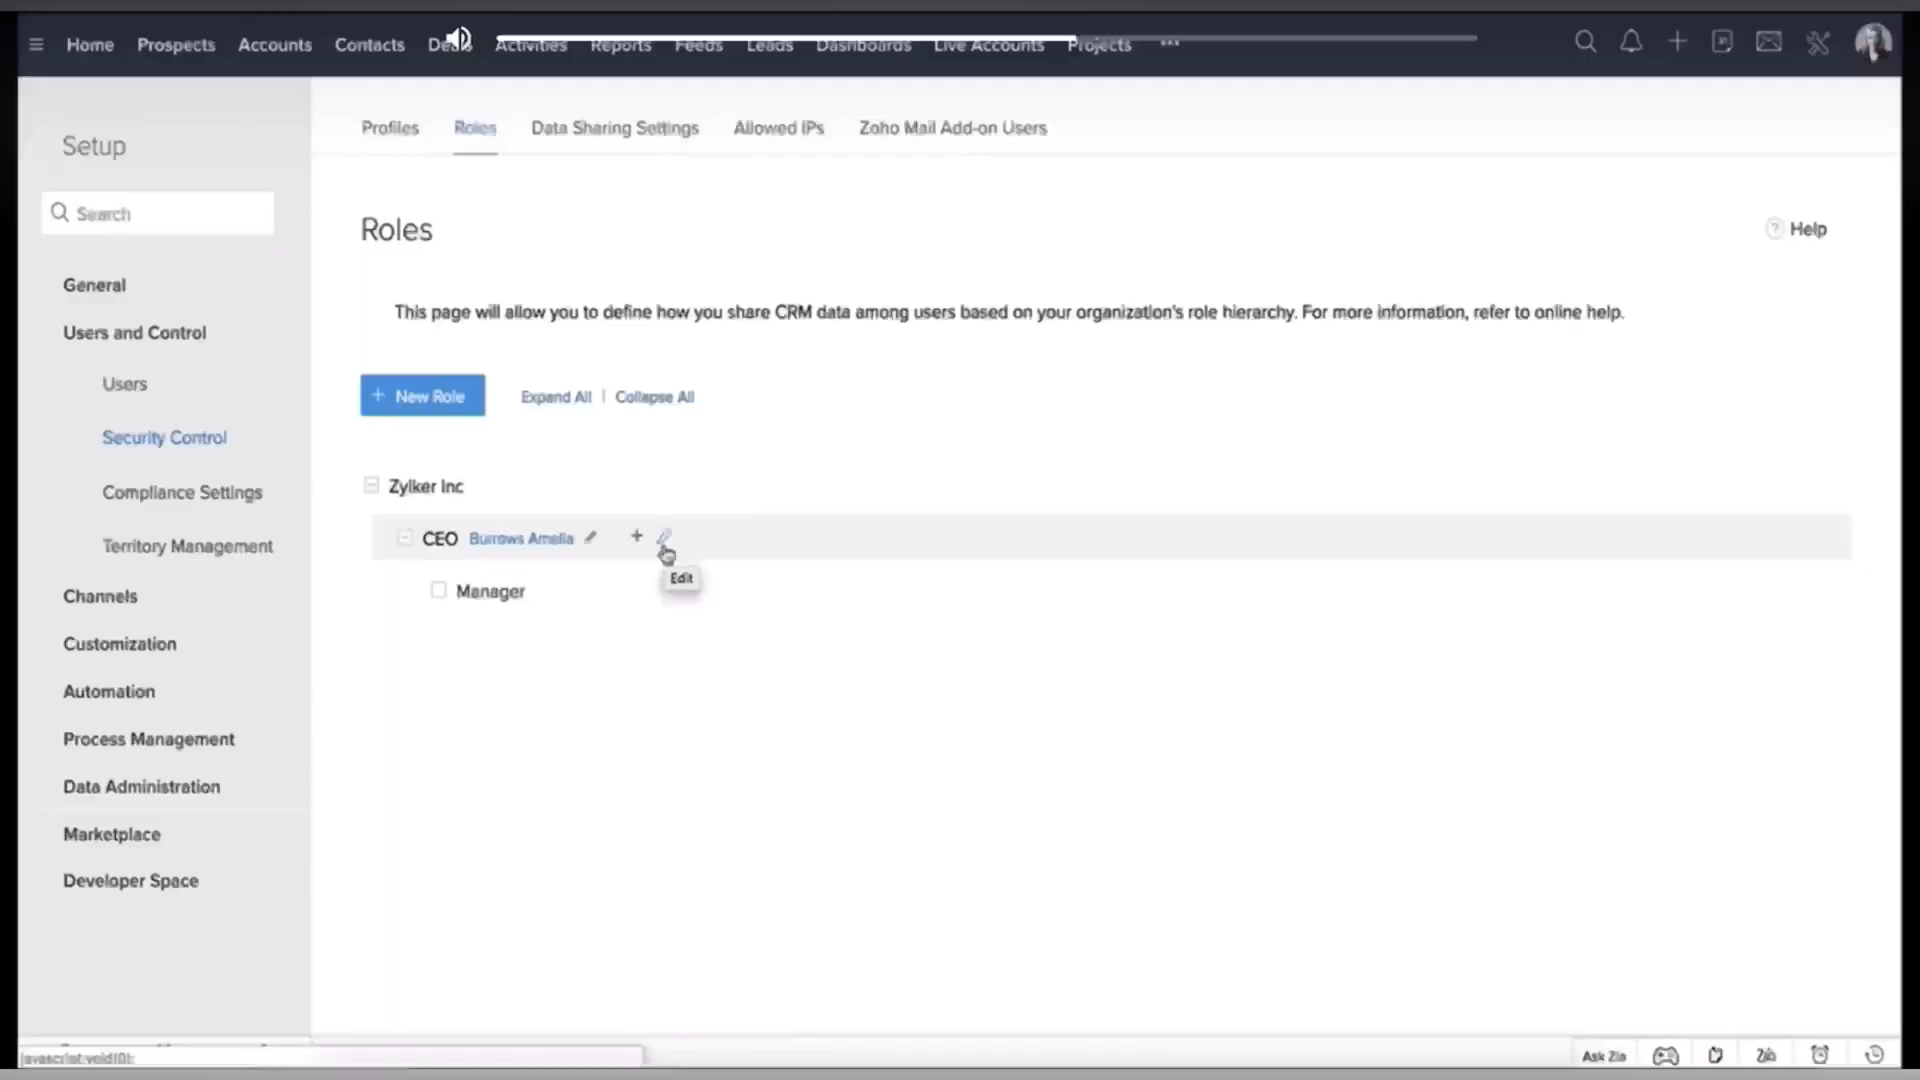 Home Prospects Accounts Contacts Deals Activities Reports Feeds Leads Dashboards Live Accounts Projects ...
Profiles Roles Data Sharing Settings Allowed IPs Zoho Mail Add-on Users
Setup
Search
Roles
? Help
General
This page will allow you to define how you share CRM data among users based on your organization's role hierarchy. For more information, refer to online help.
Users and Control
Users
+ New Role Expand All | Collapse All
Security Control
Zylker Inc
Compliance Settings
CEO Burrows Amelia +
Territory Management
Edit
Manager
Channels
Customization
Automation
Process Management
Data Administration
Marketplace
Developer Space
javascript:void(0);
Ask Zia